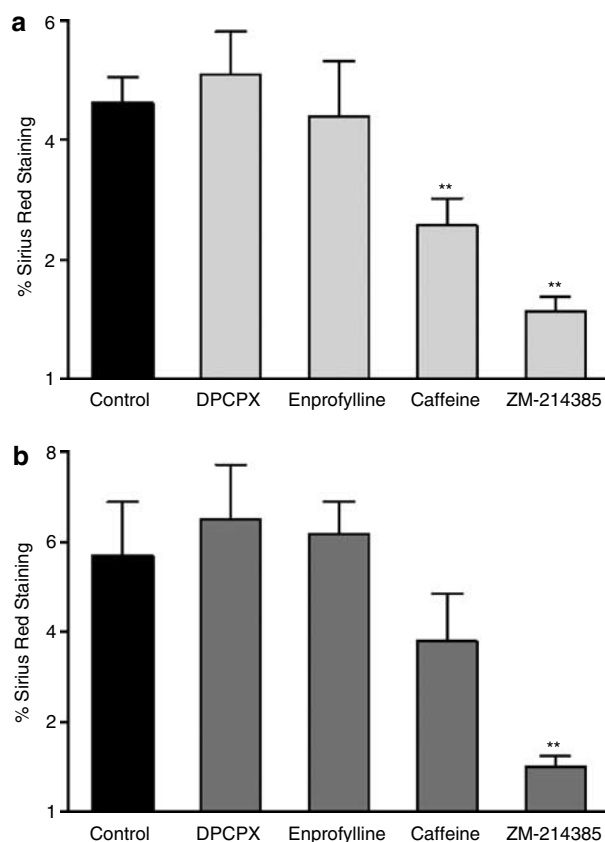 a
% Sirius Red Staining
6
4
2
1
**
**
Control DPCPX Enprofylline Caffeine ZM-214385
b
% Sirius Red Staining
8
6
4
2
1
**
Control DPCPX Enprofylline Caffeine ZM-214385